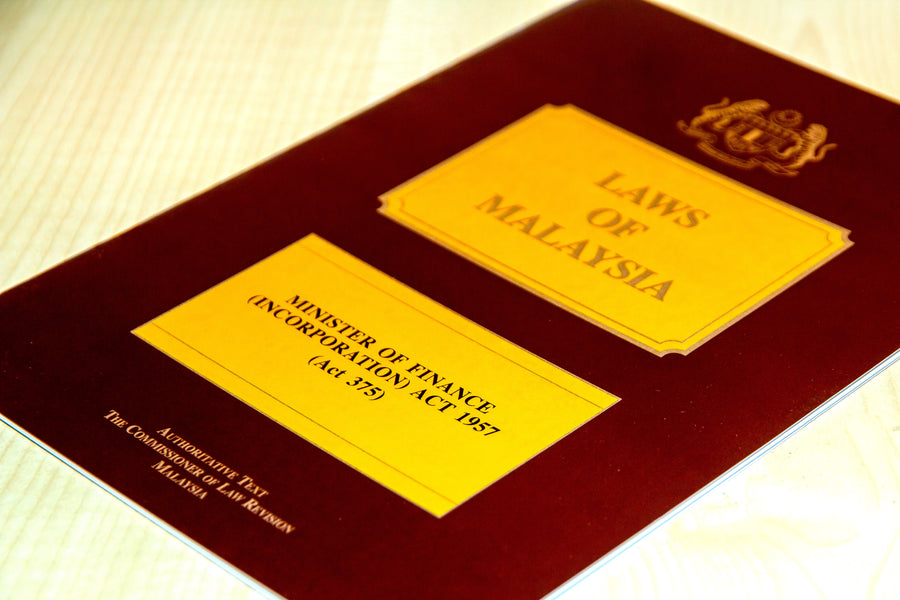 LAWS
OF
MALAYSIA
MINISTER OF FINANCE
(INCORPORATION) ACT 1957
(Act 375)
AUTHORITATIVE TEXT
THE COMMISSIONER OF LAW REVISION
MALAYSIA